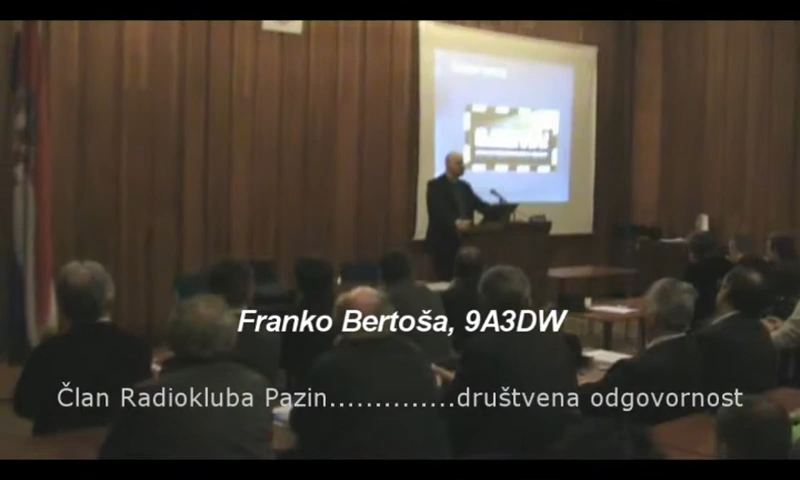 Franko Bertoša, 9A3DW
Član Radiokluba Pazin..............društvena odgovornost